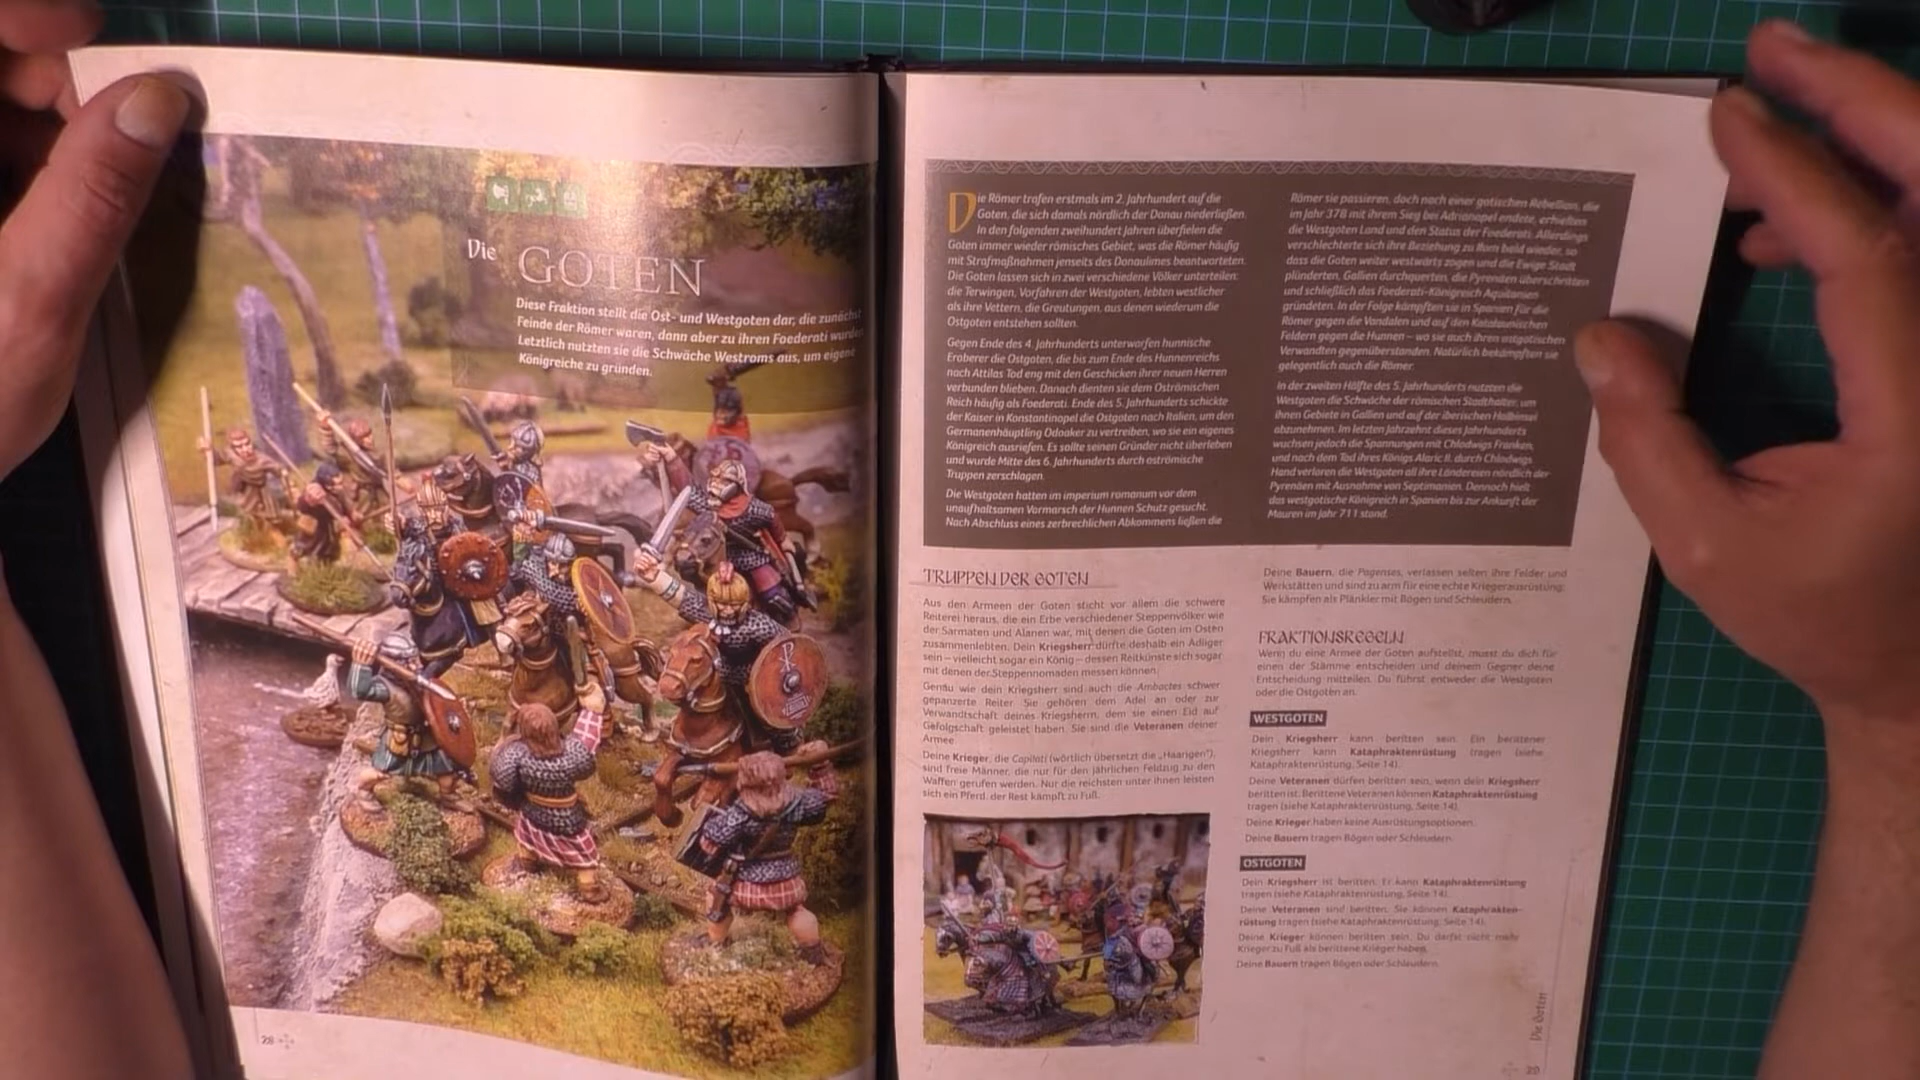 Die
GOTEN
Diese Fraktion stellt die Ost- und Westgoten dar, die zunächst
Feinde der Römer waren, dann aber zu ihren Foederati wurden
Letztlich nutzten sie die Schwäche Westroms aus, um eigene
Königreiche zu gründen.
28
Die Römer trafen erstmals im 2. Jahrhundert auf die
Goten, die sich damals nördlich der Donau niederließen.
In den folgenden zweihundert Jahren überfielen die
Goten immer wieder römisches Gebiet, was die Römer häufig
mit Strafmaßnahmen jenseits des Donaulimes beantworteten.
Die Goten lassen sich in zwei verschiedene Völker unterteilen:
die Terwingen, Vorfahren der Westgoten, lebten westlicher
als ihre Vettern, die Greutungen, aus denen wiederum die
Ostgoten entstehen sollten.
Gegen Ende des 4. Jahrhunderts unterwarfen hunnische
Eroberer die Ostgoten, die bis zum Ende des Hunnenreichs
nach Attilas Tod eng mit den Geschicken ihrer neuen Herren
verbunden blieben. Danach dienten sie dem Oströmischen
Reich häufig als Foederati. Ende des 5. Jahrhunderts schickte
der Kaiser in Konstantinopel die Ostgoten nach Italien, um den
Germanenhäuptling Odoaker zu vertreiben, wo sie ein eigenes
Königreich ausriefen. Es sollte seinen Gründer nicht überleben
und wurde Mitte des 6. Jahrhunderts durch oströmische
Truppen zerschlagen.
Die Westgoten hatten im imperium romanum vor dem
unaufhaltsamen Vormarsch der Hunnen Schutz gesucht.
Nach Abschluss eines zerbrechlichen Abkommens ließen die
Römer sie passieren, doch nach einer gotischen Rebellion, die
im Jahr 378 mit ihrem Sieg bei Adrianopel endete, erhielten
die Westgoten Land und den Status der Foederati. Allerdings
verschlechterte sich ihre Beziehung zu Rom bald wieder, so
dass die Goten weiter westwärts zogen und die Ewige Stadt
plünderten, Gallien durchquerten, die Pyrenäen überschritten
und schließlich das Foederati-Königreich Aquitanien
gründeten. In der Folge kämpften sie in Spanien für die
Römer gegen die Vandalen und auf den Katalaunischen
Feldern gegen die Hunnen – wo sie auch ihren ostgotischen
Verwandten gegenüberstanden. Natürlich bekämpften sie
gelegentlich auch die Römer.
In der zweiten Hälfte des 5. Jahrhunderts nutzten die
Westgoten die Schwäche der römischen Statthalter, um
ihnen Gebiete in Gallien und auf der iberischen Halbinsel
abzunehmen. Im letzten Jahrzehnt dieses Jahrhunderts
wuchsen jedoch die Spannungen mit Chlodwigs Franken,
und nach dem Tod ihres Königs Alaric II. durch Chlodwigs
Hand verloren die Westgoten all ihre Ländereien nördlich der
Pyrenäen mit Ausnahme von Septimanien. Dennoch hielt
das westgotische Königreich in Spanien bis zur Ankunft der
Mauren im Jahr 711 stand.
TRUPPEN DER GOTEN
Aus den Armeen der Goten sticht vor allem die schwere
Reiterei heraus, die ein Erbe verschiedener Steppenvölker wie
der Sarmaten und Alanen war, mit denen die Goten im Osten
zusammenlebten. Dein Kriegsherr dürfte deshalb ein Adliger
sein – vielleicht sogar ein König – dessen Reitkünste sich sogar
mit denen der Steppennomaden messen können.
Genau wie dein Kriegsherr sind auch die Ambactes schwer
gepanzerte Reiter. Sie gehören dem Adel an oder zur
Verwandtschaft deines Kriegsherrn, dem sie einen Eid auf
Gefolgschaft geleistet haben. Sie sind die Veteranen deiner
Armee
Deine Krieger, die Capilati (wörtlich übersetzt die „Haarigen“),
sind freie Männer, die nur für den jährlichen Feldzug zu den
Waffen gerufen werden. Nur die reichsten unter ihnen leisten
sich ein Pferd, der Rest kämpft zu Fuß.
Deine Bauern, die Pagenses, verlassen selten ihre Felder und
Werkstätten und sind zu arm für eine echte Kriegerausrüstung:
Sie kämpfen als Plänkler mit Bögen und Schleudern.
FRAKTIONSREGELN
Wenn du eine Armee der Goten aufstellst, musst du dich für
einen der Stämme entscheiden und deinem Gegner deine
Entscheidung mitteilen. Du führst entweder die Westgoten
oder die Ostgoten an.
WESTGOTEN
Dein Kriegsherr kann beritten sein. Ein berittener
Kriegsherr kann Kataphraktenrüstung tragen (siehe
Kataphraktenrüstung, Seite 14).
Deine Veteranen dürfen beritten sein, wenn dein Kriegsherr
beritten ist. Berittene Veteranen können Kataphraktenrüstung
tragen (siehe Kataphraktenrüstung, Seite 14).
Deine Krieger haben keine Ausrüstungsoptionen.
Deine Bauern tragen Bögen oder Schleudern.
OSTGOTEN
Dein Kriegsherr ist beritten. Er kann Kataphraktenrüstung
tragen (siehe Kataphraktenrüstung, Seite 14).
Deine Veteranen sind beritten. Sie können Kataphrakten-
rüstung tragen (siehe Kataphraktenrüstung, Seite 14).
Deine Krieger können beritten sein. Du darfst nicht mehr
Krieger zu Fuß als berittene Krieger haben.
Deine Bauern tragen Bögen oder Schleudern.
Die Goten
29